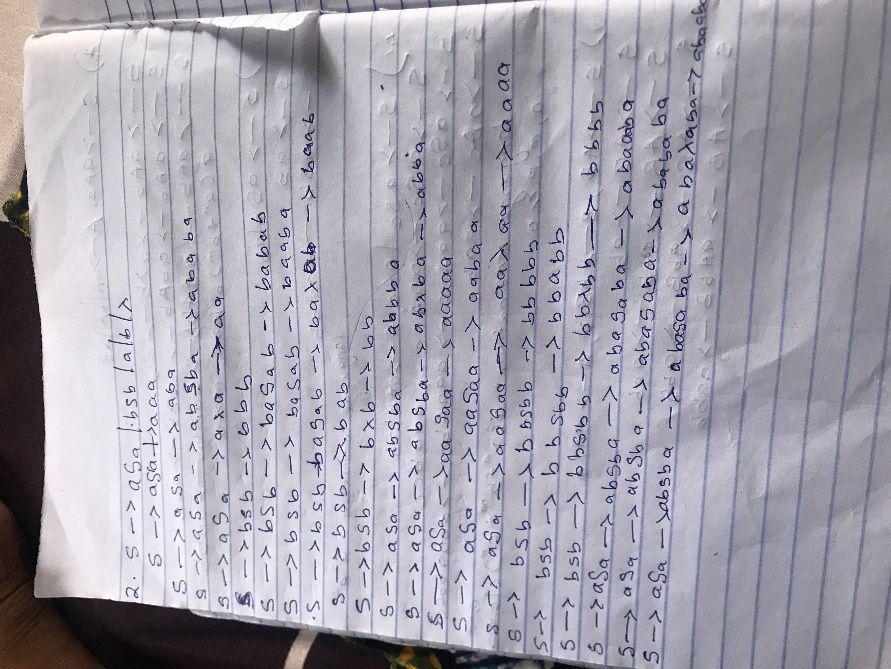 2. S -> aSa | bSb | a | b | λ
S -> aSa -> aaa
S -> aSa -> aba
S -> aSa -> abSba -> ababa
S -> aSa -> aλa -> aa
S -> bSb -> bbb
S -> bSb -> baSab -> babab
S -> bSb -> baSab -> baaba
S -> bSb -> baSab -> baλab -> baab
S -> bSb -> bab
S -> bSb -> bλb -> bb
S -> aSa -> abSba -> abbba
S -> aSa -> abSba -> abλba -> abba
S -> aSa -> aaSaa -> aaaaa
S -> aSa -> aaSaa -> aabaa
S -> aSa -> aaSaa -> aaλaa -> aaaa
S -> bSb -> bbSbb -> bbbbb
S -> bSb -> bbSbb -> bbabb
S -> bSb -> bbSbb -> bbλbb -> bbbb
S -> aSa -> abSba -> abaSaba -> abaaaba
S -> aSa -> abSba -> abaSaba -> abababa
S -> aSa -> abSba -> abaSaba -> abaλaba -> abaaba